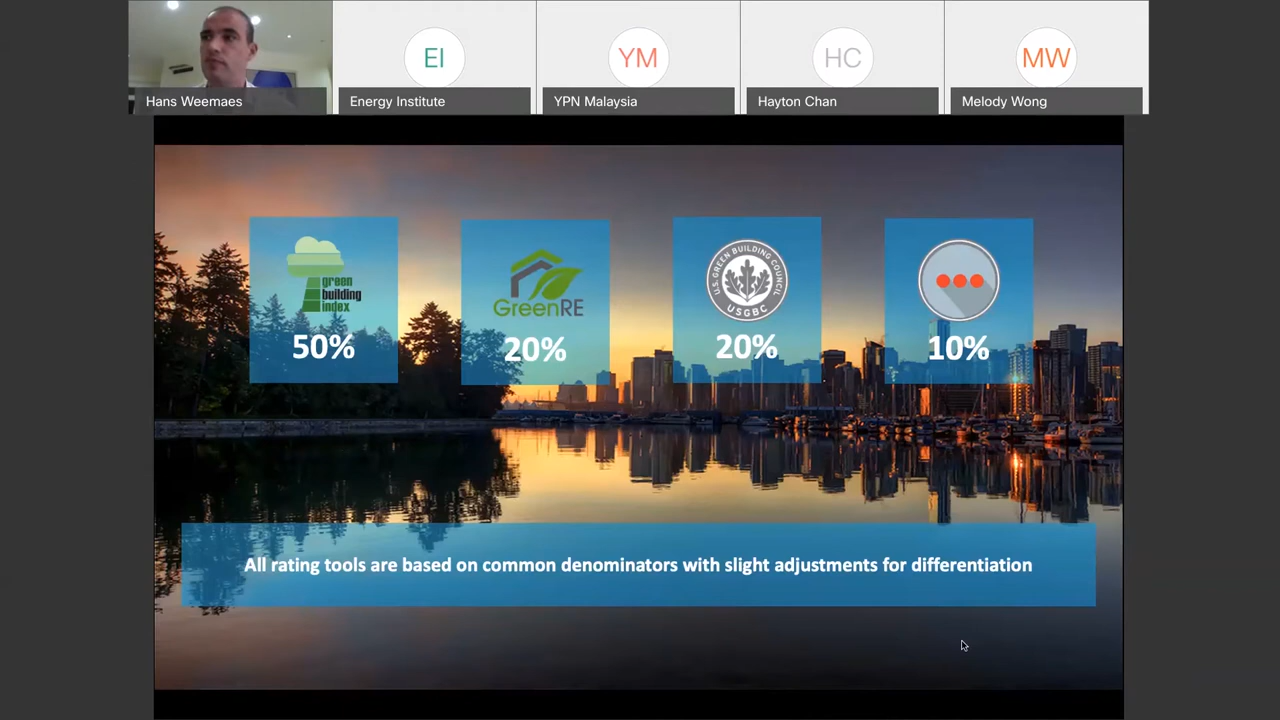 EI
YM
HC
MW
Hans Weemaes
Energy Institute
YPN Malaysia
Hayton Chan
Melody Wong
green
building
index
50%
GreenRE
20%
U.S. GREEN BUILDING COUNCIL
USGBC
20%
10%
All rating tools are based on common denominators with slight adjustments for differentiation